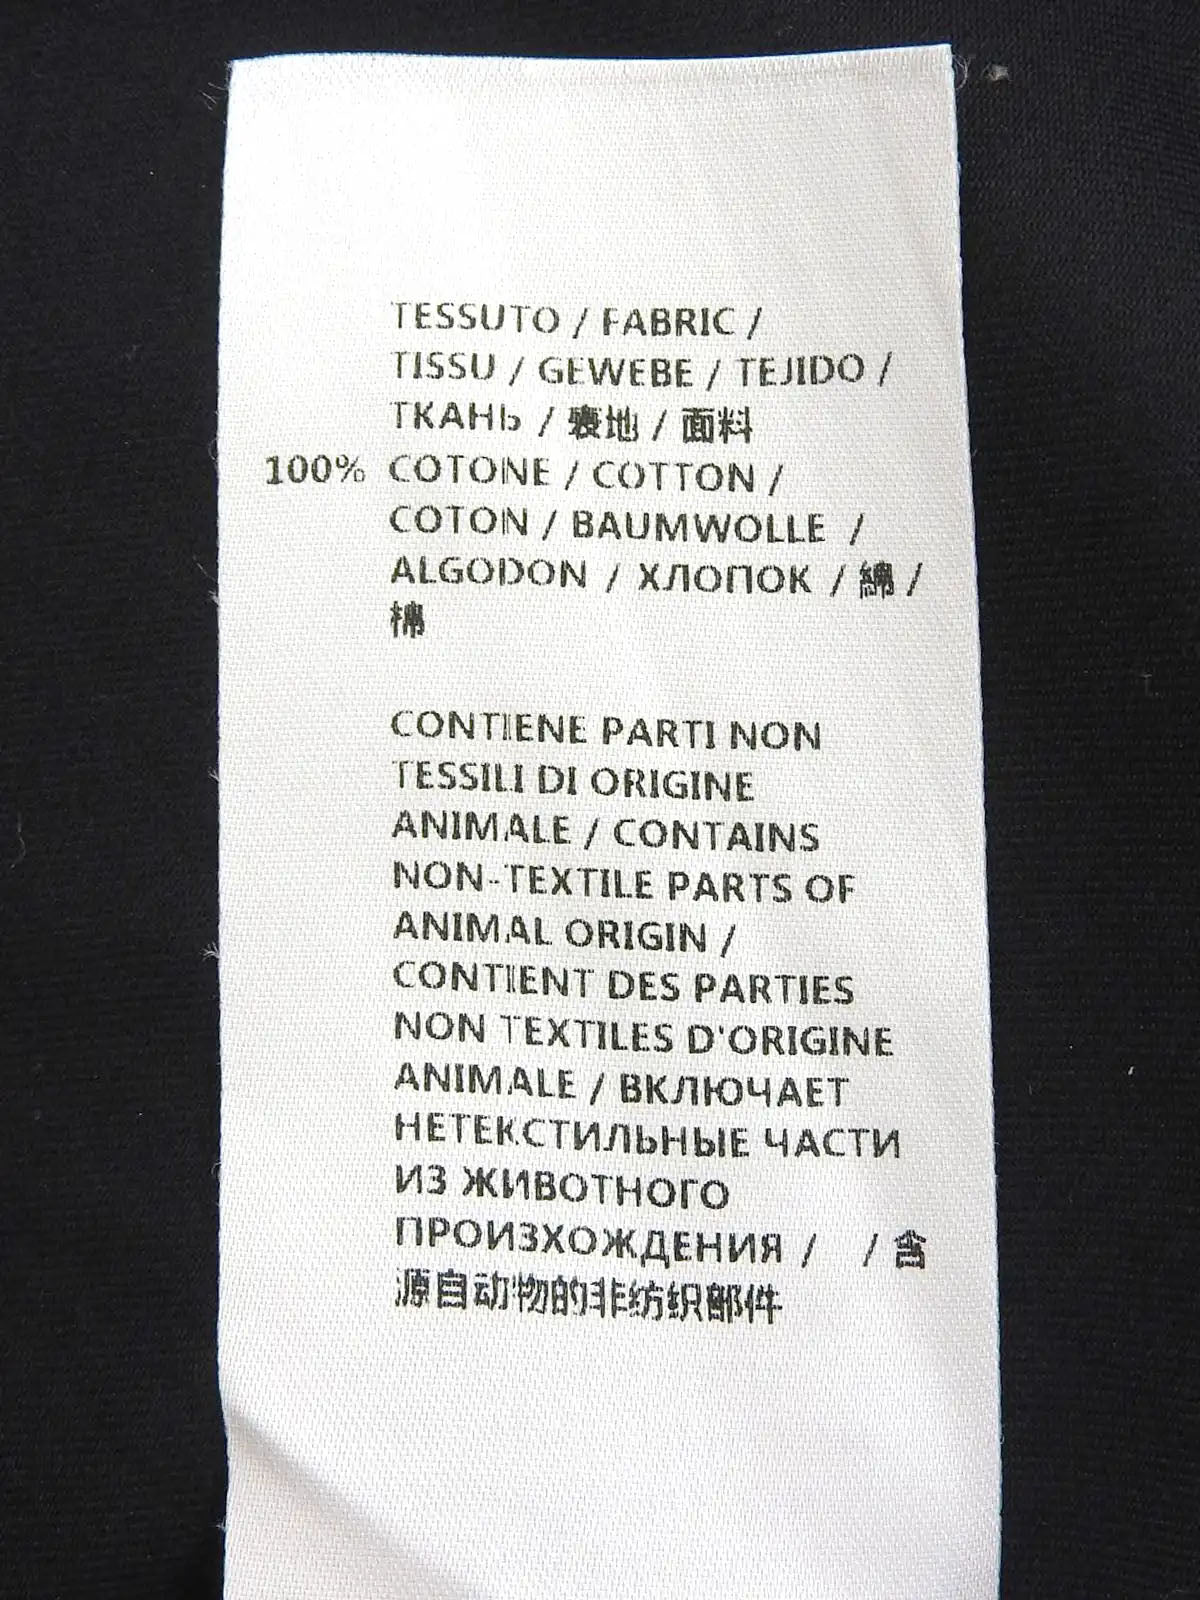 TESSUTO / FABRIC /
TISSU / GEWEBE / TEJIDO /
ТКАНЬ / 表地 / 面料
100% COTONE / COTTON /
COTON / BAUMWOLLE /
ALGODON / ХЛОПОК / 綿 /
棉
CONTIENE PARTI NON
TESSILI DI ORIGINE
ANIMALE / CONTAINS
NON-TEXTILE PARTS OF
ANIMAL ORIGIN /
CONTIENT DES PARTIES
NON TEXTILES D'ORIGINE
ANIMALE / ВКЛЮЧАЕТ
НЕТЕКСТИЛЬНЫЕ ЧАСТИ
ИЗ ЖИВОТНОГО
ПРОИЗХОЖДЕНИЯ / / 含
源自动物的非纺织部件